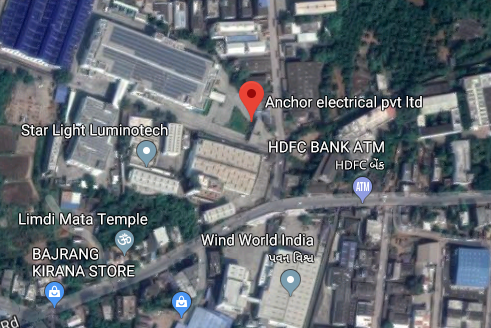 Anchor electrical pvt ltd
Star Light Luminotech
HDFC BANK ATM
HDFC બેંક
ATM
Limdi Mata Temple
ॐ
Wind World India
પવન વિશ્વ
BAJRANG
KIRANA STORE
Rd